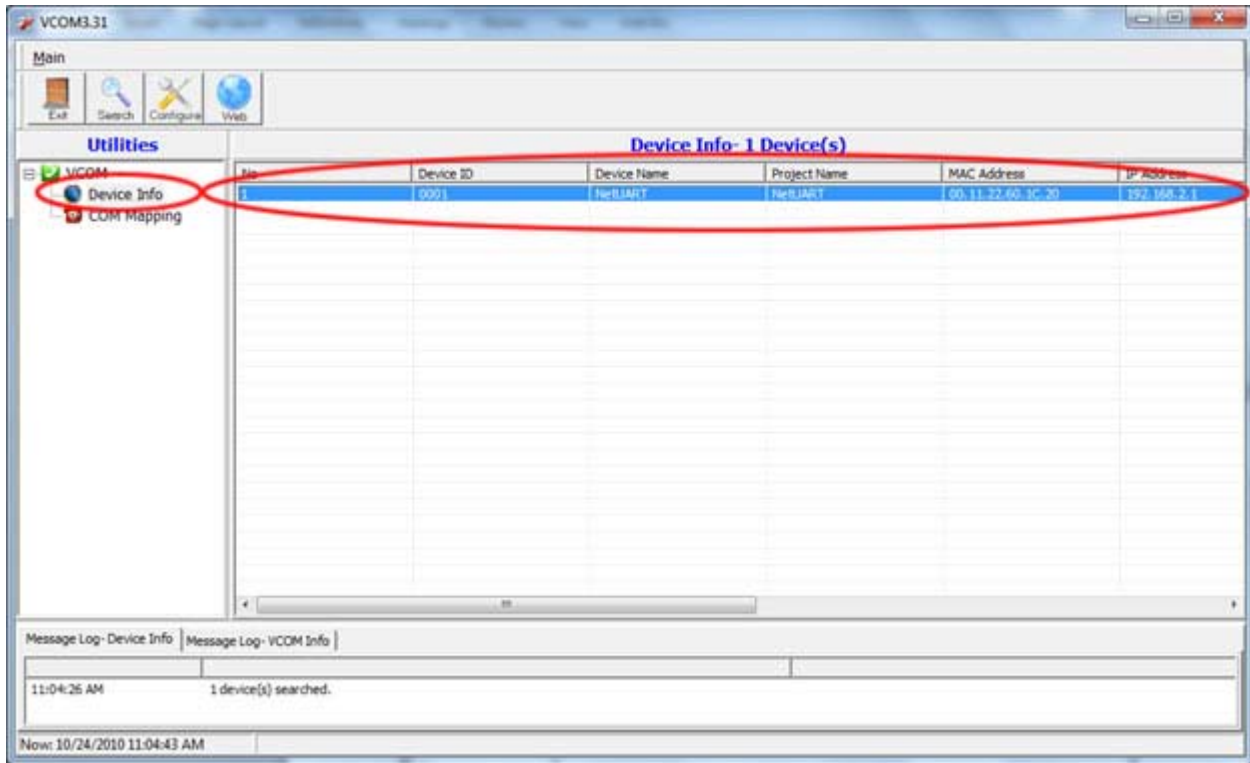 VCOM3.31
Main
Exit Search Configure Web
Utilities
Device Info- 1 Device(s)
VCOM
Device Info
COM Mapping
No Device ID Device Name Project Name MAC Address IP Address
1 0001 NetUART NetUART 00.11.22.60.1C.20 192.168.2.1
Message Log- Device Info Message Log- VCOM Info
11:04:26 AM 1 device(s) searched.
Now: 10/24/2010 11:04:43 AM